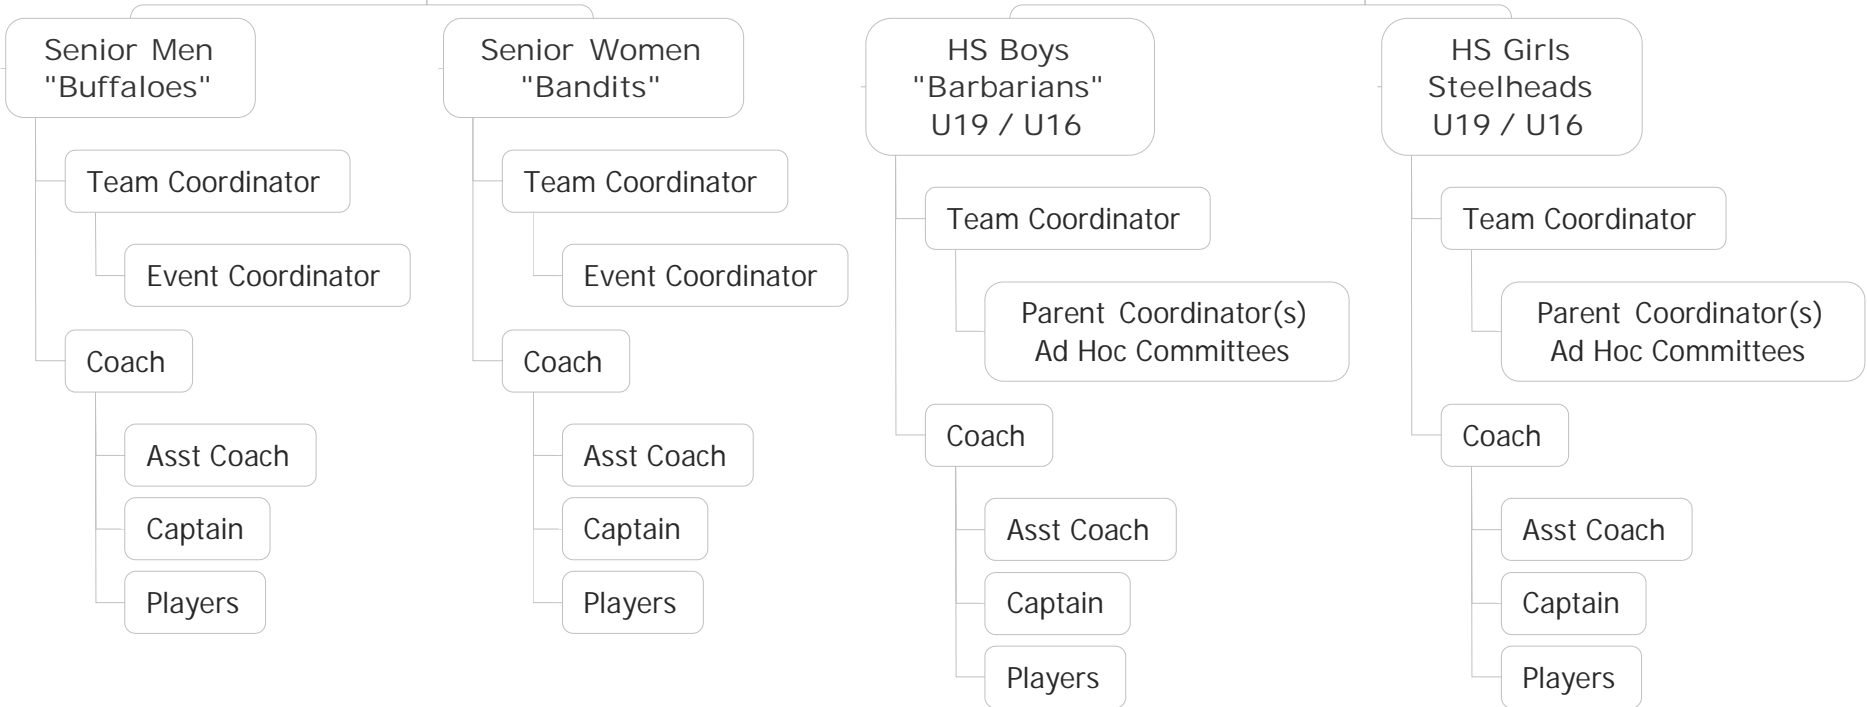 Senior Men
"Buffaloes"
Team Coordinator
Event Coordinator
Coach
Asst Coach
Captain
Players
Senior Women
"Bandits"
Team Coordinator
Event Coordinator
Coach
Asst Coach
Captain
Players
HS Boys
"Barbarians"
U19 / U16
Team Coordinator
Parent Coordinator(s)
Ad Hoc Committees
Coach
Asst Coach
Captain
Players
HS Girls
Steelheads
U19 / U16
Team Coordinator
Parent Coordinator(s)
Ad Hoc Committees
Coach
Asst Coach
Captain
Players